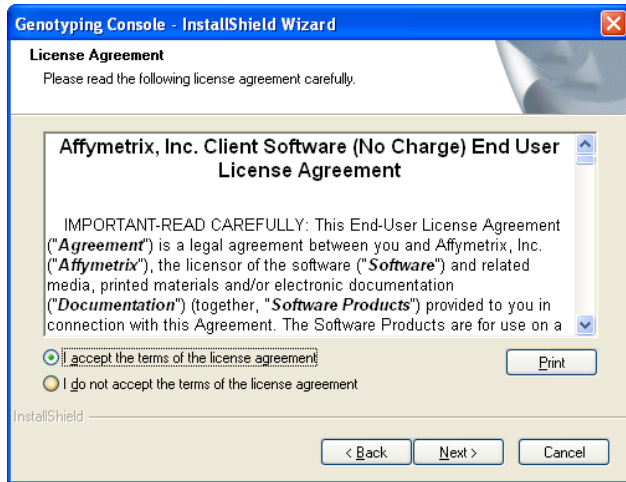 Genotyping Console - InstallShield Wizard
License Agreement
Please read the following license agreement carefully.
Affymetrix, Inc. Client Software (No Charge) End User
License Agreement
IMPORTANT-READ CAREFULLY: This End-User License Agreement
("Agreement") is a legal agreement between you and Affymetrix, Inc.
("Affymetrix"), the licensor of the software ("Software") and related
media, printed materials and/or electronic documentation
("Documentation") (together, "Software Products") provided to you in
connection with this Agreement. The Software Products are for use on a
I accept the terms of the license agreement
Print
I do not accept the terms of the license agreement
InstallShield
< Back
Next >
Cancel